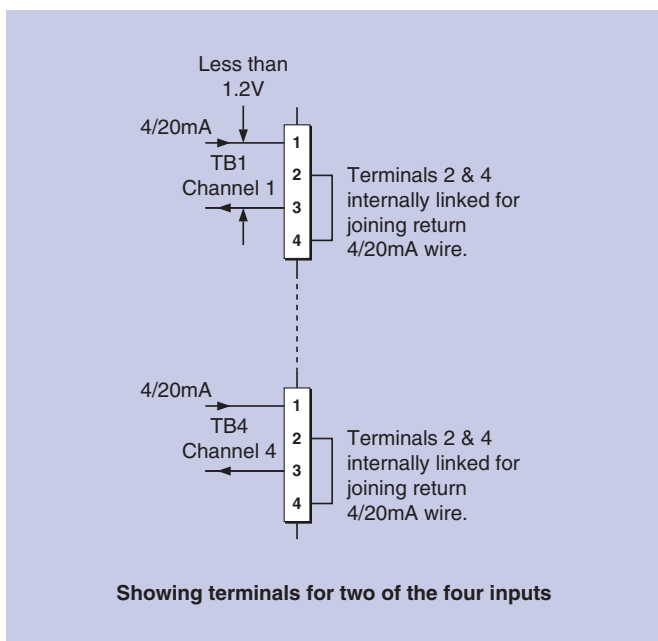 Less than
1.2V
4/20mA
TB1
Channel 1
1
2
3
4
Terminals 2 & 4
internally linked for
joining return
4/20mA wire.
4/20mA
TB4
Channel 4
1
2
3
4
Terminals 2 & 4
internally linked for
joining return
4/20mA wire.
Showing terminals for two of the four inputs